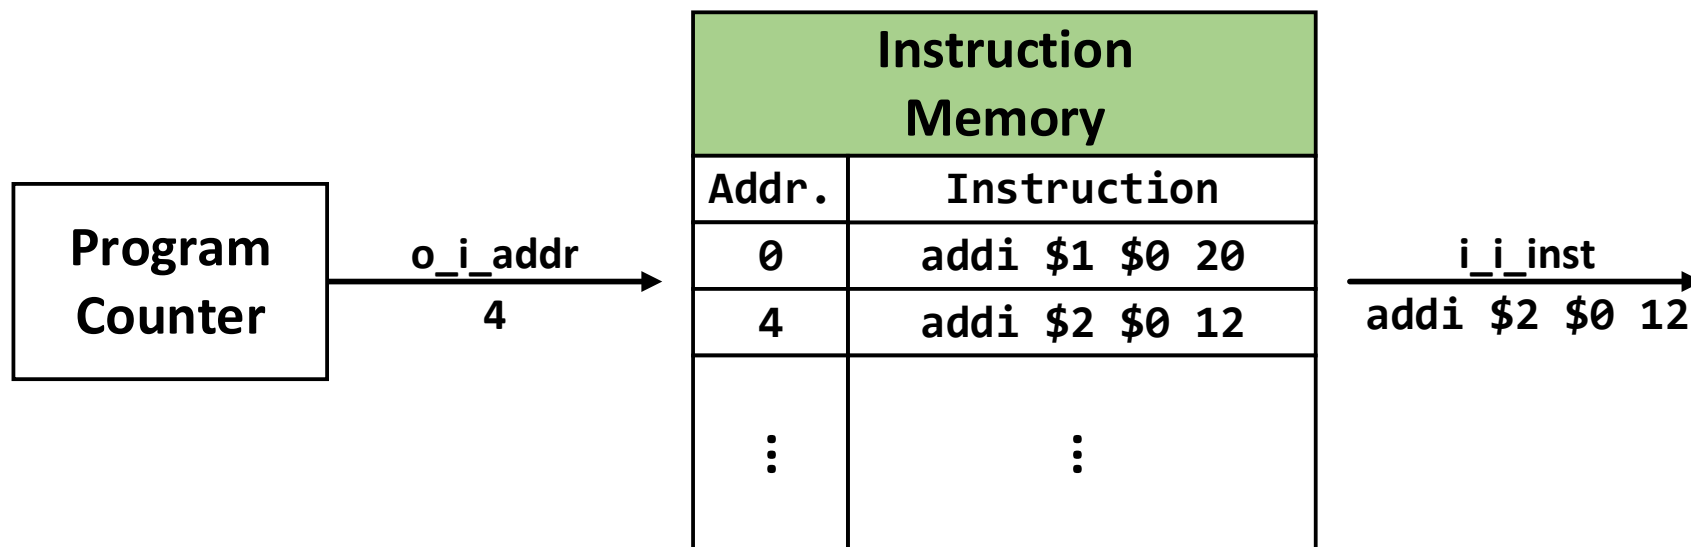 Program
Counter
o_i_addr
4
Instruction
Memory
Addr. Instruction
0 addi $1 $0 20
4 addi $2 $0 12
⋮ ⋮
i_i_inst
addi $2 $0 12